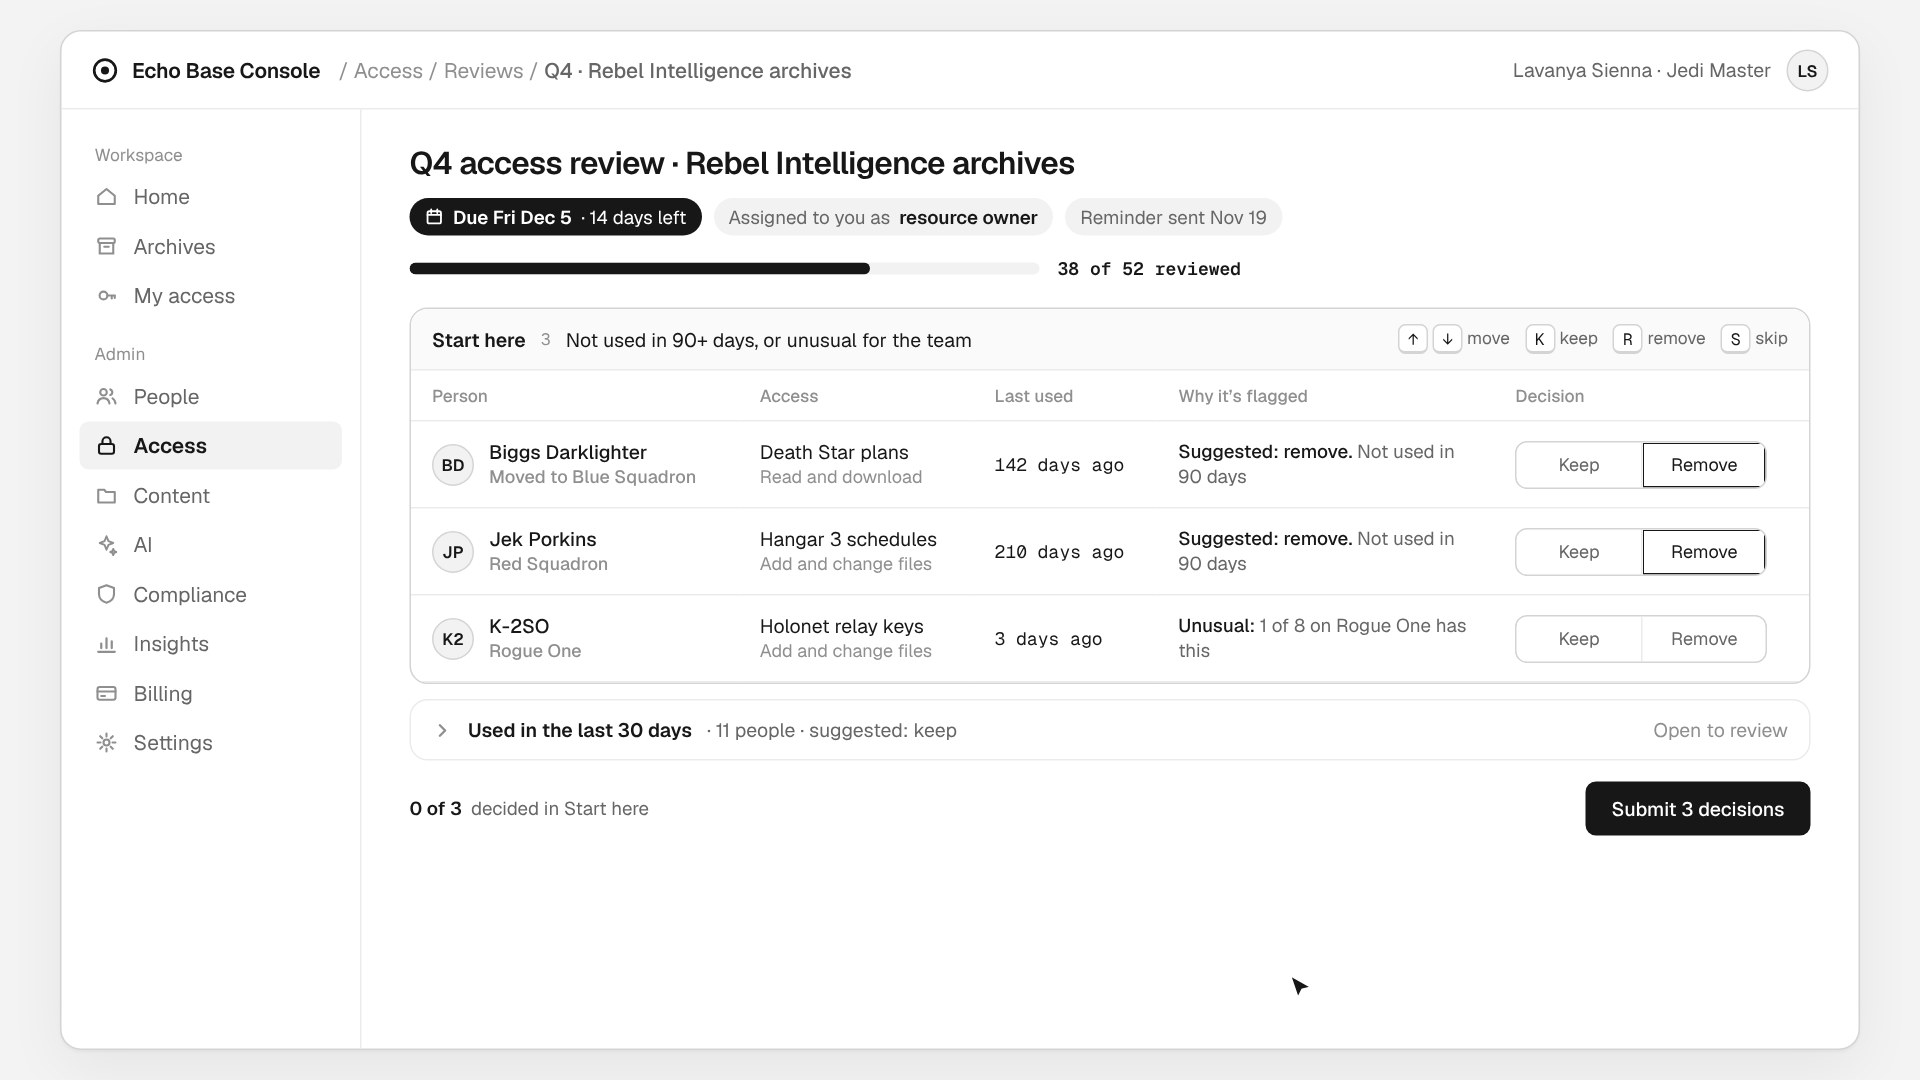 Echo Base Console / Access / Reviews / Q4 · Rebel Intelligence archives
Lavanya Sienna · Jedi Master LS
Workspace
Home
Archives
My access
Admin
People
Access
Content
AI
Compliance
Insights
Billing
Settings
Q4 access review · Rebel Intelligence archives
Due Fri Dec 5 · 14 days left
Assigned to you as resource owner
Reminder sent Nov 19
38 of 52 reviewed
Start here 3 Not used in 90+ days, or unusual for the team
↑ ↓ move K keep R remove S skip
Person Access Last used Why it’s flagged Decision
BD
Biggs Darklighter
Moved to Blue Squadron
Death Star plans
Read and download
142 days ago
Suggested: remove. Not used in
90 days
Keep Remove
JP
Jek Porkins
Red Squadron
Hangar 3 schedules
Add and change files
210 days ago
Suggested: remove. Not used in
90 days
Keep Remove
K2
K-2SO
Rogue One
Holonet relay keys
Add and change files
3 days ago
Unusual: 1 of 8 on Rogue One has
this
Keep Remove
Used in the last 30 days · 11 people · suggested: keep
Open to review
0 of 3 decided in Start here
Submit 3 decisions